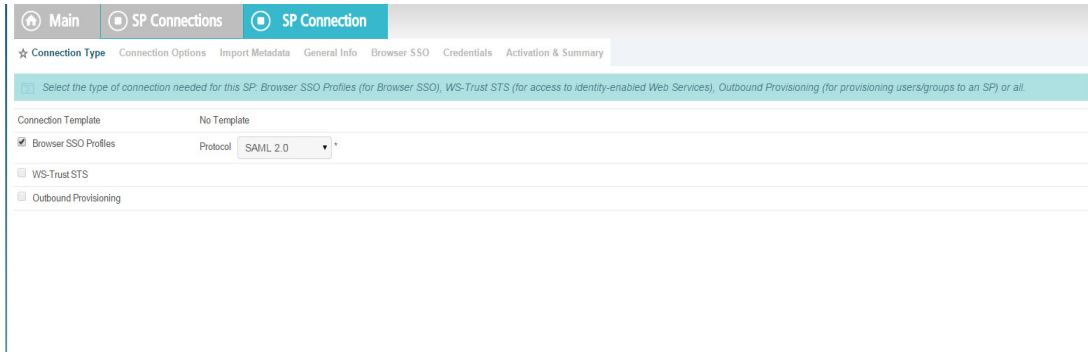 Main SP Connections SP Connection
Connection Type Connection Options Import Metadata General Info Browser SSO Credentials Activation & Summary
Select the type of connection needed for this SP: Browser SSO Profiles (for Browser SSO), WS-Trust STS (for access to identity-enabled Web Services), Outbound Provisioning (for provisioning users/groups to an SP) or all.
Connection Template No Template
Browser SSO Profiles Protocol SAML 2.0 *
WS-Trust STS
Outbound Provisioning